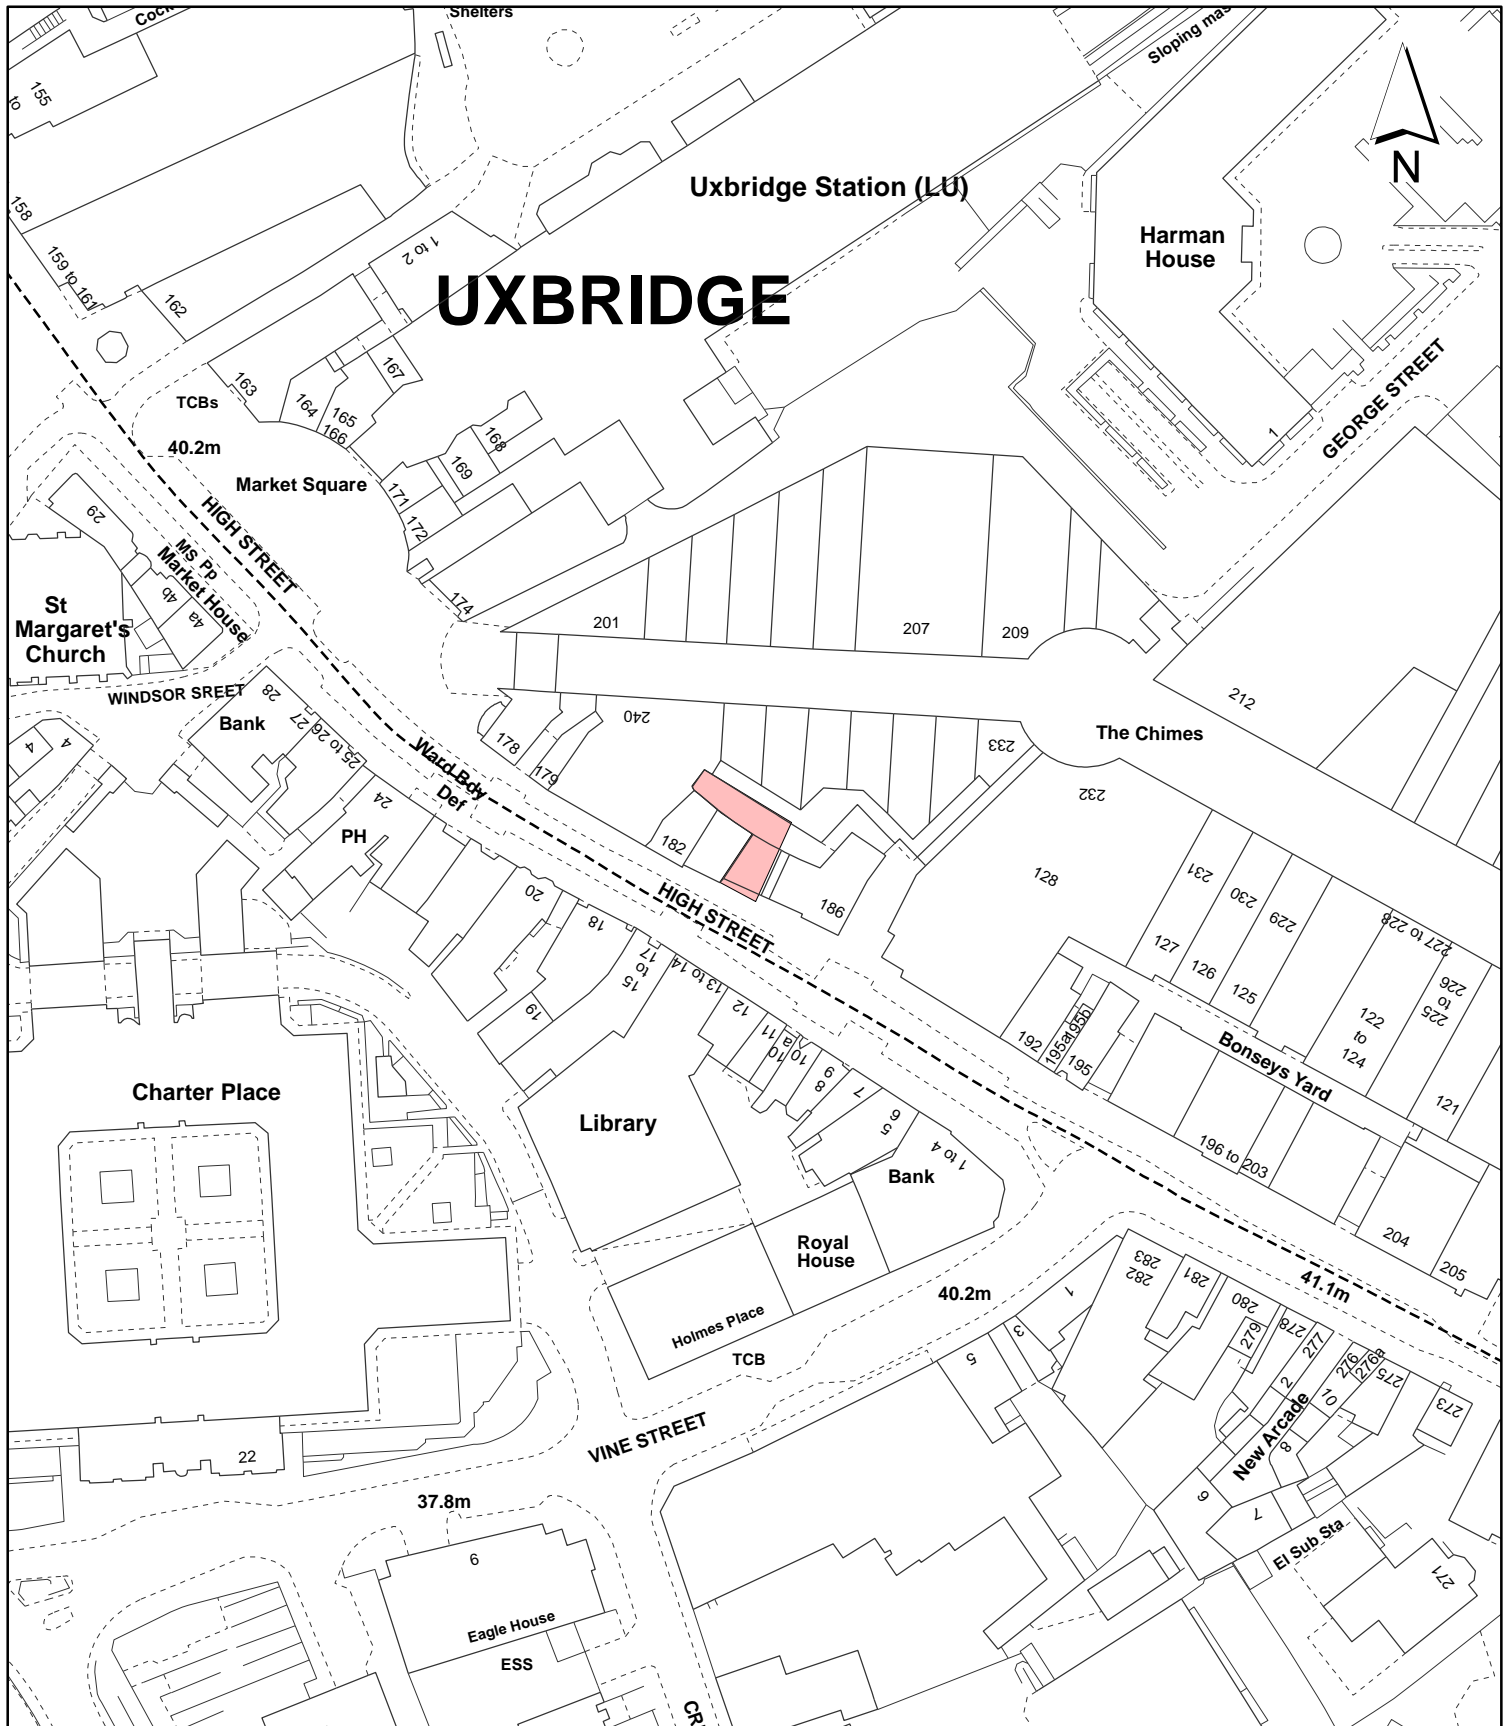 Shelters
Sloping mas
155
to
158
159 to 161
162
1 to 2
Uxbridge Station (LU)
Harman
House
N
UXBRIDGE
163
TCBs
164
165
166
167
40.2m
Market Square
168
169
171
172
174
GEORGE STREET
1
HIGH STREET
29
MS Pp
Market House
4b
4a
St
Margaret's
Church
WINDSOR SREET
28
Bank
27
25 to 26
4
4
24
PH
Ward Bdy
Def
178
179
240
201
207
209
212
233
The Chimes
232
182
186
HIGH STREET
128
231
230
229
227 to 228
226
to
225
127
126
125
122
to
124
121
20
18
17
to
15
13 to 14
12
11
10a
10
9
8
7
6
5
1 to 4
19
192
195a
195b
195
Bonseys Yard
196 to 203
204
205
Charter Place
Library
Bank
Royal
House
Holmes Place
TCB
40.2m
41.1m
1
3
5
283
282
281
280
279
278
277
276
276a
275
273
2
10
New Arcade
8
9
7
El Sub Sta
271
VINE STREET
22
37.8m
6
Eagle House
ESS
CR